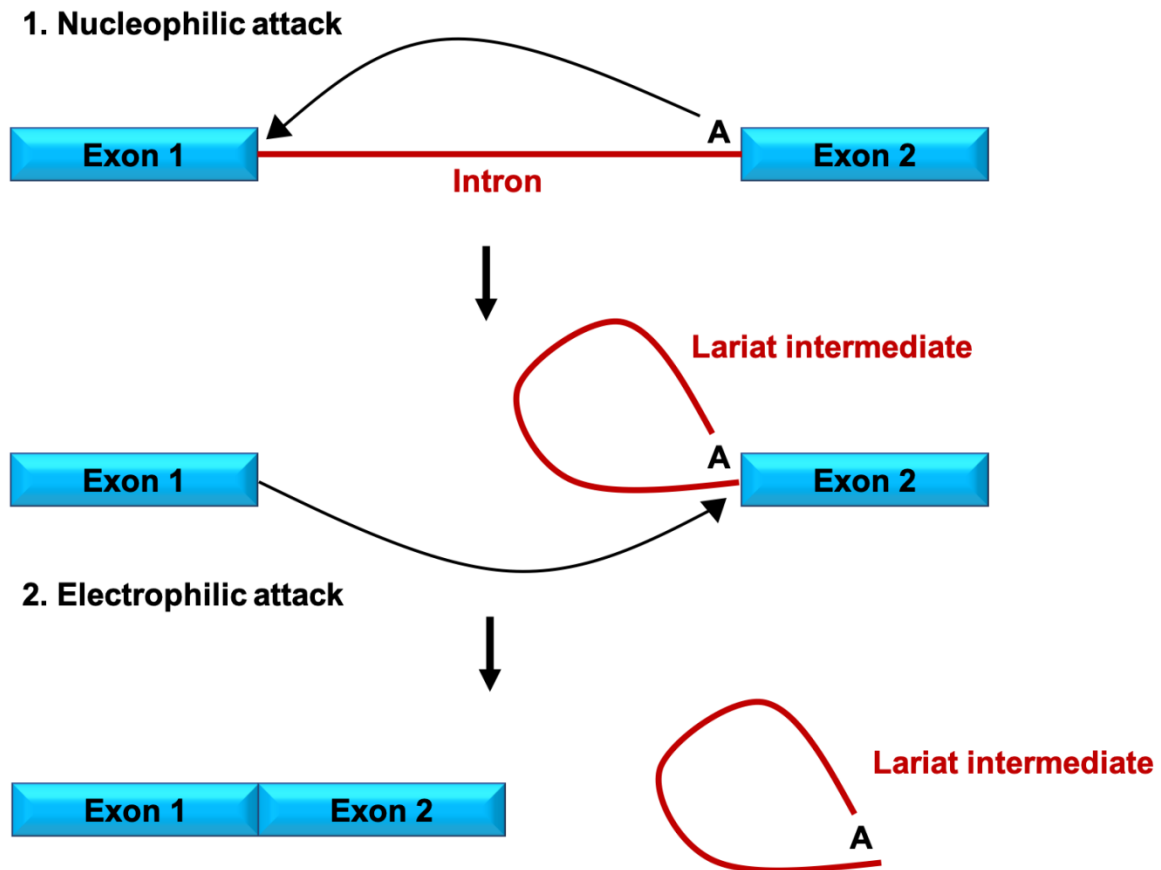 1. Nucleophilic attack
Exon 1
A
Exon 2
Intron
Lariat intermediate
Exon 1
A
Exon 2
2. Electrophilic attack
Lariat intermediate
Exon 1
Exon 2
A